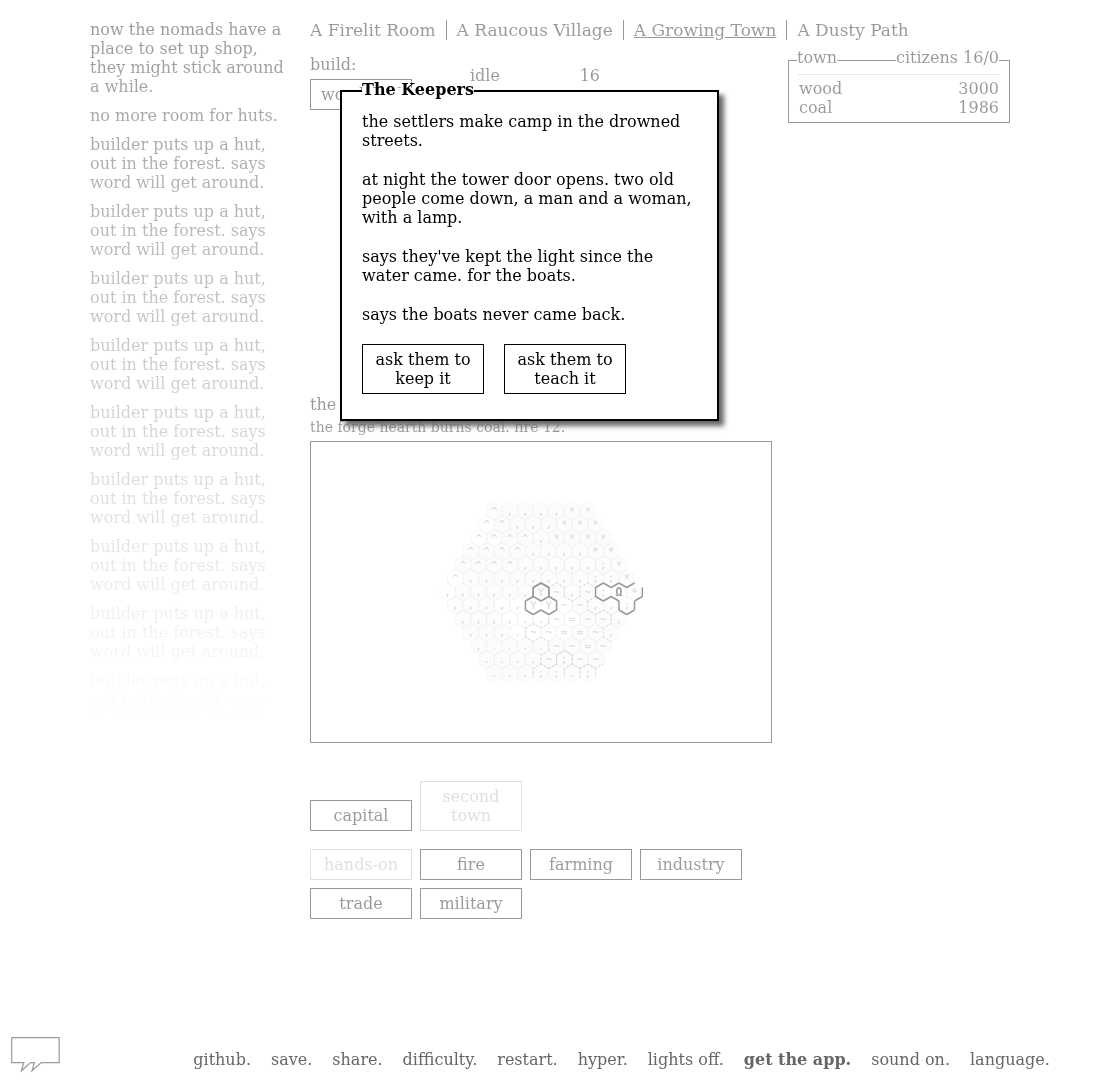 now the nomads have a
place to set up shop,
they might stick around
a while.
no more room for huts.
builder puts up a hut,
out in the forest. says
word will get around.
builder puts up a hut,
out in the forest. says
word will get around.
builder puts up a hut,
out in the forest. says
word will get around.
builder puts up a hut,
out in the forest. says
word will get around.
builder puts up a hut,
out in the forest. says
word will get around.
builder puts up a hut,
out in the forest. says
word will get around.
builder puts up a hut,
out in the forest. says
word will get around.
builder puts up a hut,
out in the forest. says
word will get around.
builder puts up a hut,
A Firelit Room | A Raucous Village | A Growing Town | A Dusty Path
build:
idle 16
town citizens 16/0
wood 3000
coal 1986
The Keepers
the settlers make camp in the drowned
streets.
at night the tower door opens. two old
people come down, a man and a woman,
with a lamp.
says they've kept the light since the
water came. for the boats.
says the boats never came back.
ask them to
keep it
ask them to
teach it
the
the forge hearth burns coal. fire 12.
capital
second
town
hands-on
fire
farming
industry
trade
military
github. save. share. difficulty. restart. hyper. lights off. get the app. sound on. language.